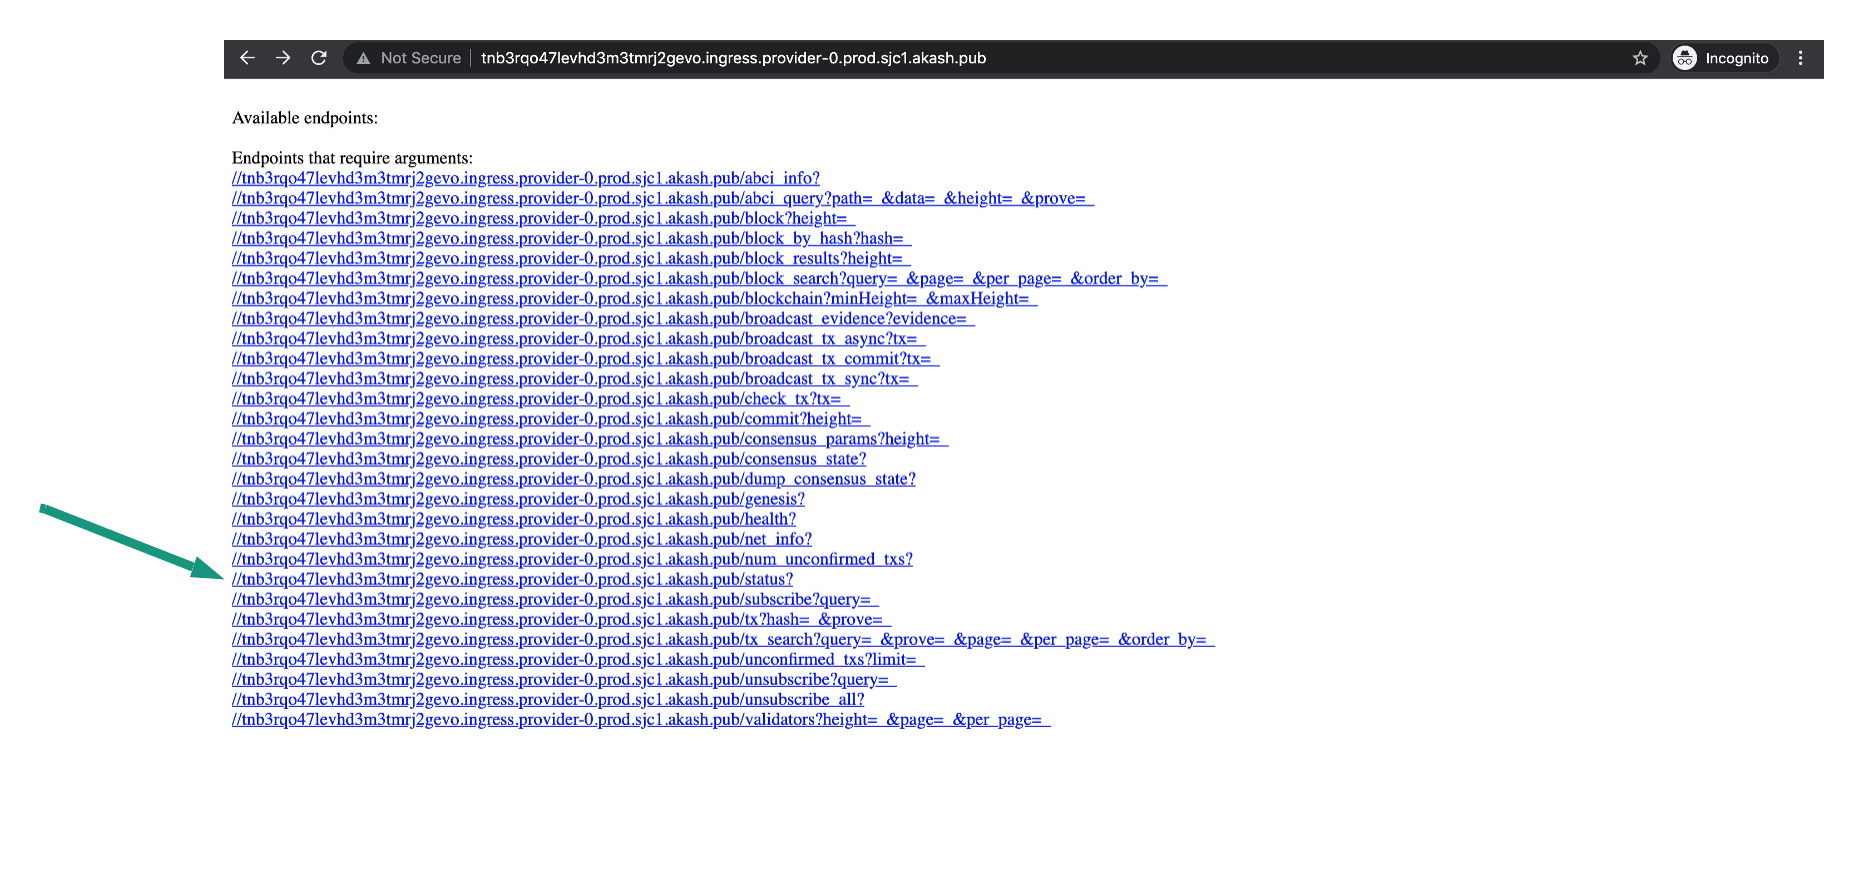 Not Secure | tnb3rqo47levhd3m3tmrj2gevo.ingress.provider-0.prod.sjc1.akash.pub Incognito
Available endpoints:
Endpoints that require arguments:
//tnb3rqo47levhd3m3tmrj2gevo.ingress.provider-0.prod.sjc1.akash.pub/abci_info?
//tnb3rqo47levhd3m3tmrj2gevo.ingress.provider-0.prod.sjc1.akash.pub/abci_query?path=_&data=_&height=_&prove=_
//tnb3rqo47levhd3m3tmrj2gevo.ingress.provider-0.prod.sjc1.akash.pub/block?height=_
//tnb3rqo47levhd3m3tmrj2gevo.ingress.provider-0.prod.sjc1.akash.pub/block_by_hash?hash=_
//tnb3rqo47levhd3m3tmrj2gevo.ingress.provider-0.prod.sjc1.akash.pub/block_results?height=_
//tnb3rqo47levhd3m3tmrj2gevo.ingress.provider-0.prod.sjc1.akash.pub/block_search?query=_&page=_&per_page=_&order_by=_
//tnb3rqo47levhd3m3tmrj2gevo.ingress.provider-0.prod.sjc1.akash.pub/blockchain?minHeight=_&maxHeight=_
//tnb3rqo47levhd3m3tmrj2gevo.ingress.provider-0.prod.sjc1.akash.pub/broadcast_evidence?evidence=_
//tnb3rqo47levhd3m3tmrj2gevo.ingress.provider-0.prod.sjc1.akash.pub/broadcast_tx_async?tx=_
//tnb3rqo47levhd3m3tmrj2gevo.ingress.provider-0.prod.sjc1.akash.pub/broadcast_tx_commit?tx=_
//tnb3rqo47levhd3m3tmrj2gevo.ingress.provider-0.prod.sjc1.akash.pub/broadcast_tx_sync?tx=_
//tnb3rqo47levhd3m3tmrj2gevo.ingress.provider-0.prod.sjc1.akash.pub/check_tx?tx=_
//tnb3rqo47levhd3m3tmrj2gevo.ingress.provider-0.prod.sjc1.akash.pub/commit?height=_
//tnb3rqo47levhd3m3tmrj2gevo.ingress.provider-0.prod.sjc1.akash.pub/consensus_params?height=_
//tnb3rqo47levhd3m3tmrj2gevo.ingress.provider-0.prod.sjc1.akash.pub/consensus_state?
//tnb3rqo47levhd3m3tmrj2gevo.ingress.provider-0.prod.sjc1.akash.pub/dump_consensus_state?
//tnb3rqo47levhd3m3tmrj2gevo.ingress.provider-0.prod.sjc1.akash.pub/genesis?
//tnb3rqo47levhd3m3tmrj2gevo.ingress.provider-0.prod.sjc1.akash.pub/health?
//tnb3rqo47levhd3m3tmrj2gevo.ingress.provider-0.prod.sjc1.akash.pub/net_info?
//tnb3rqo47levhd3m3tmrj2gevo.ingress.provider-0.prod.sjc1.akash.pub/num_unconfirmed_txs?
//tnb3rqo47levhd3m3tmrj2gevo.ingress.provider-0.prod.sjc1.akash.pub/status?
//tnb3rqo47levhd3m3tmrj2gevo.ingress.provider-0.prod.sjc1.akash.pub/subscribe?query=_
//tnb3rqo47levhd3m3tmrj2gevo.ingress.provider-0.prod.sjc1.akash.pub/tx?hash=_&prove=_
//tnb3rqo47levhd3m3tmrj2gevo.ingress.provider-0.prod.sjc1.akash.pub/tx_search?query=_&prove=_&page=_&per_page=_&order_by=_
//tnb3rqo47levhd3m3tmrj2gevo.ingress.provider-0.prod.sjc1.akash.pub/unconfirmed_txs?limit=_
//tnb3rqo47levhd3m3tmrj2gevo.ingress.provider-0.prod.sjc1.akash.pub/unsubscribe?query=_
//tnb3rqo47levhd3m3tmrj2gevo.ingress.provider-0.prod.sjc1.akash.pub/unsubscribe_all?
//tnb3rqo47levhd3m3tmrj2gevo.ingress.provider-0.prod.sjc1.akash.pub/validators?height=_&page=_&per_page=_